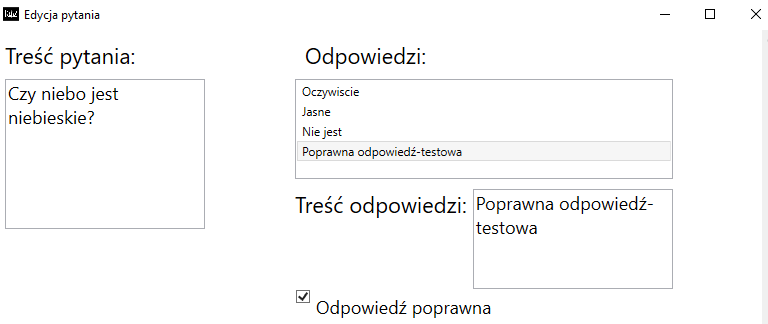 Edycja pytania
Treść pytania:
Czy niebo jest
niebieskie?
Odpowiedzi:
Oczywiscie
Jasne
Nie jest
Poprawna odpowiedź-testowa
Treść odpowiedzi:
Poprawna odpowiedź-
testowa
Odpowiedź poprawna